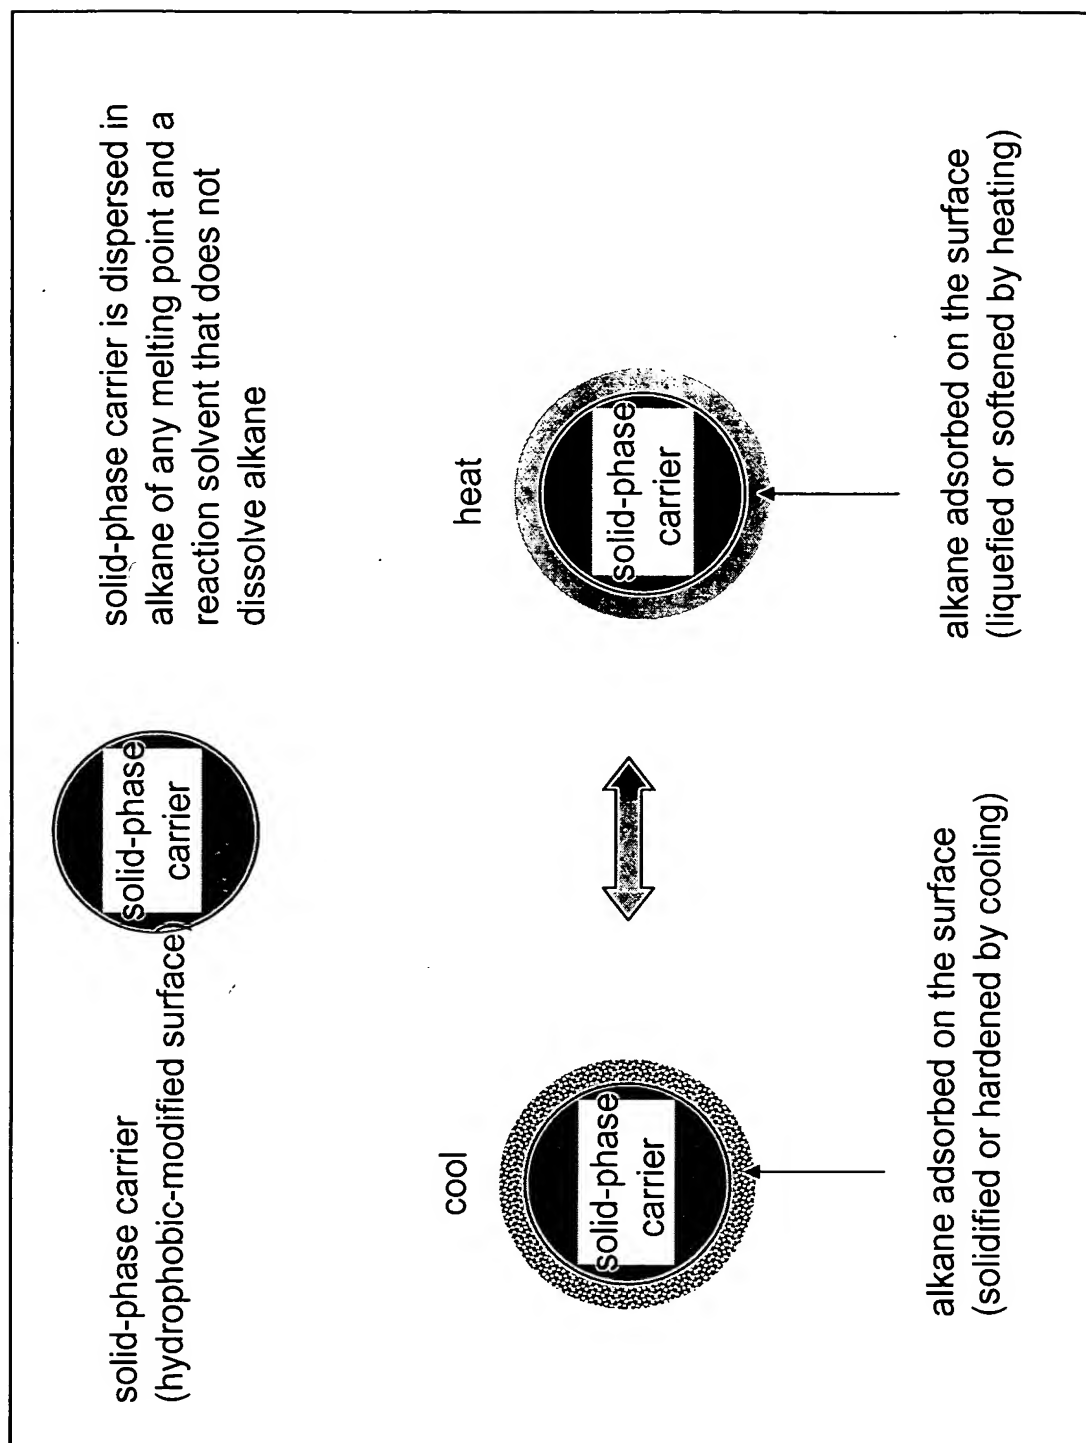 solid-phase carrier
(hydrophobic-modified surface)
solid-phase
carrier
solid-phase carrier is dispersed in
alkane of any melting point and a
reaction solvent that does not
dissolve alkane
cool
solid-phase
carrier
heat
solid-phase
carrier
alkane adsorbed on the surface
(solidified or hardened by cooling)
alkane adsorbed on the surface
(liquefied or softened by heating)